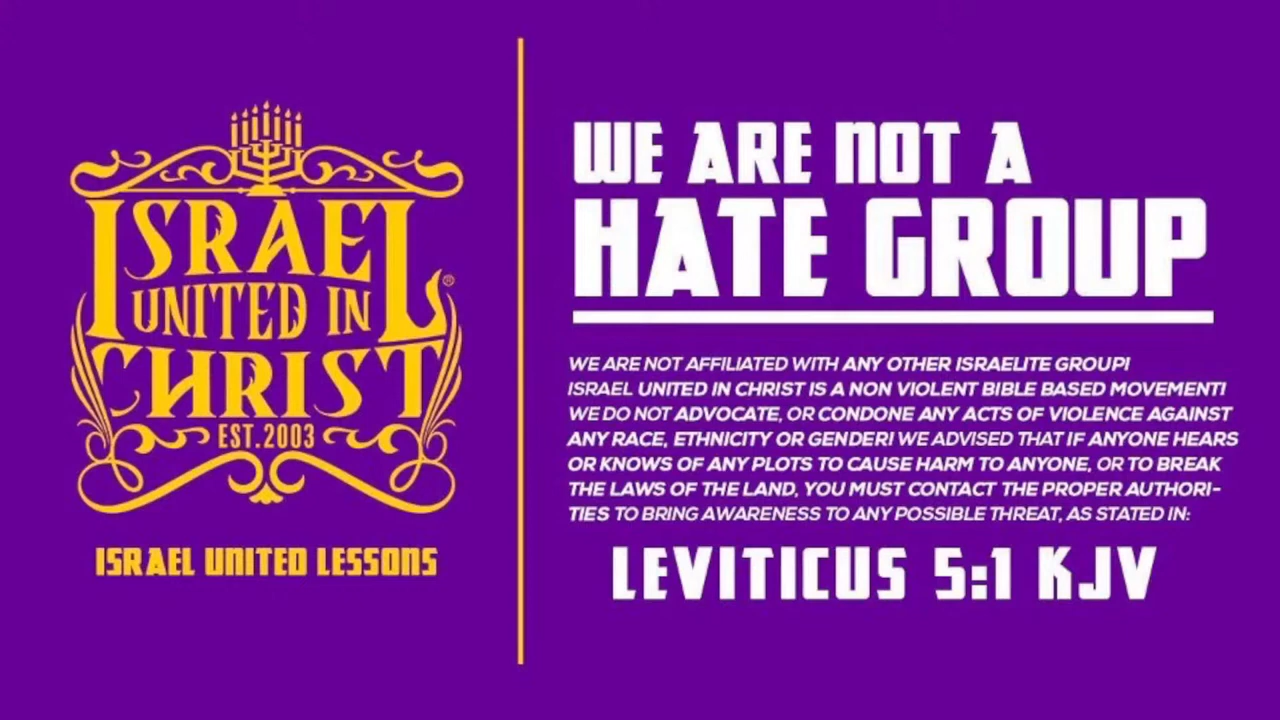 ISRAEL
UNITED IN
CHRIST
®
EST. 2003
ISRAEL UNITED LESSONS
WE ARE NOT A
HATE GROUP
WE ARE NOT AFFILIATED WITH ANY OTHER ISRAELITE GROUP!
ISRAEL UNITED IN CHRIST IS A NON VIOLENT BIBLE BASED MOVEMENT!
WE DO NOT ADVOCATE, OR CONDONE ANY ACTS OF VIOLENCE AGAINST
ANY RACE, ETHNICITY OR GENDER! WE ADVISED THAT IF ANYONE HEARS
OR KNOWS OF ANY PLOTS TO CAUSE HARM TO ANYONE, OR TO BREAK
THE LAWS OF THE LAND, YOU MUST CONTACT THE PROPER AUTHORI-
TIES TO BRING AWARENESS TO ANY POSSIBLE THREAT, AS STATED IN:
LEVITICUS 5:1 KJV